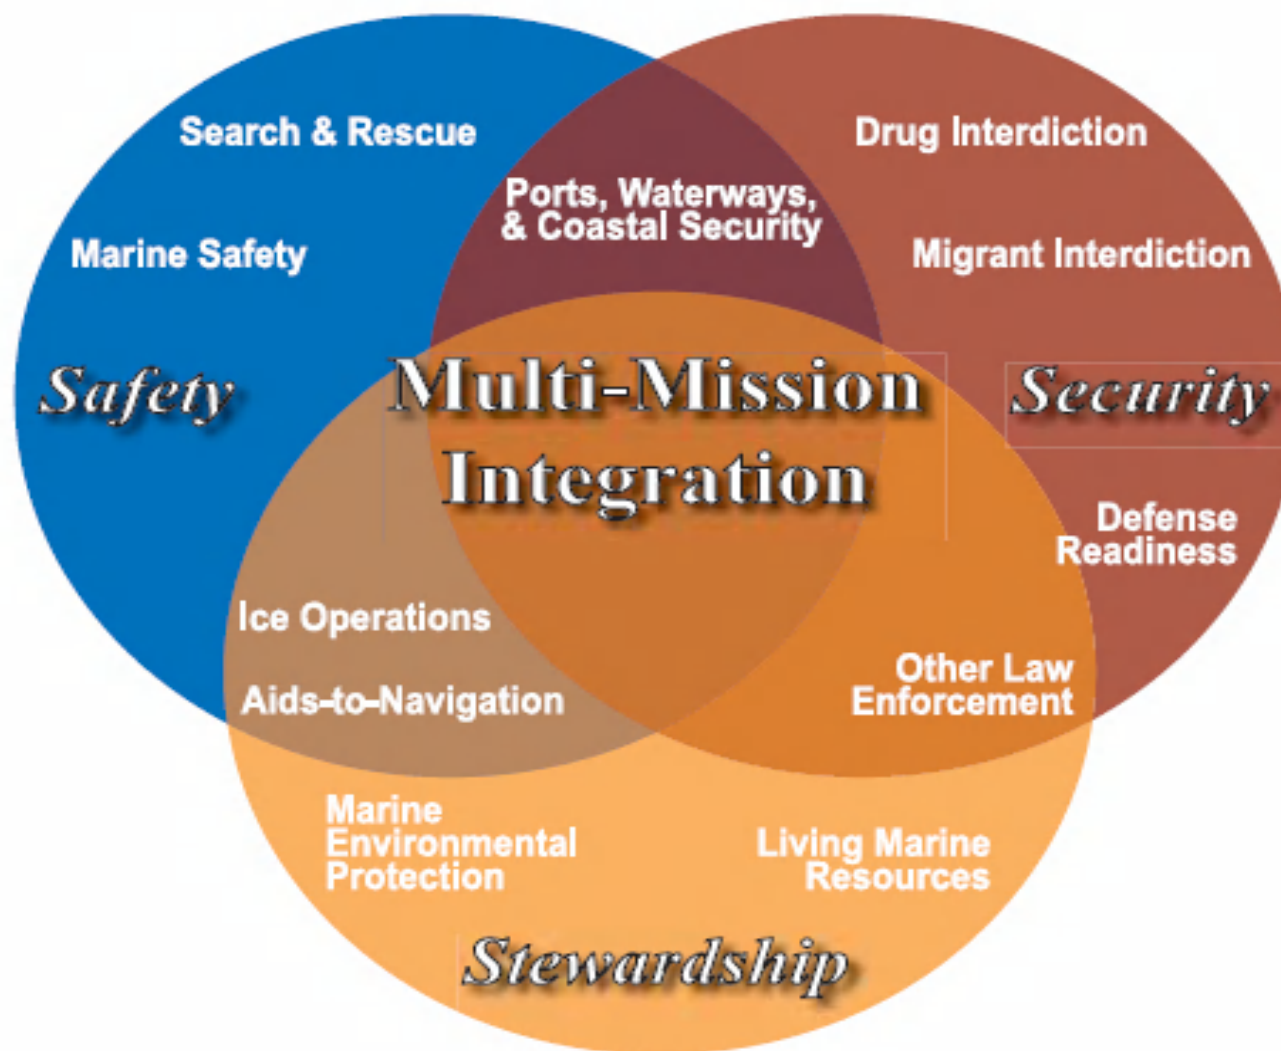 Search & Rescue
Drug Interdiction
Ports, Waterways,
& Coastal Security
Marine Safety
Migrant Interdiction
Safety
Multi-Mission
Integration
Security
Defense
Readiness
Ice Operations
Aids-to-Navigation
Other Law
Enforcement
Marine
Environmental
Protection
Living Marine
Resources
Stewardship